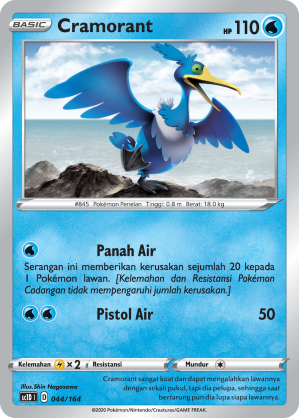 BASIC Cramorant HP 110
#845 Pokémon Penelan Tinggi: 0.8 m Berat: 18.0 kg
Panah Air
Serangan ini memberikan kerusakan sejumlah 20 kepada
1 Pokémon lawan. [Kelemahan dan Resistansi Pokémon
Cadangan tidak mempengaruhi jumlah kerusakan.]
Pistol Air 50
Kelemahan ×2 Resistansi Mundur
Illus. Shin Nagasawa
sc1D I D 044/164
Cramorant sangat kuat dan dapat mengalahkan lawannya
dengan sekali pukul, tapi dia pelupa, sehingga saat
bertarung pun dia lupa siapa lawannya.
©2020 Pokémon/Nintendo/Creatures/GAME FREAK.